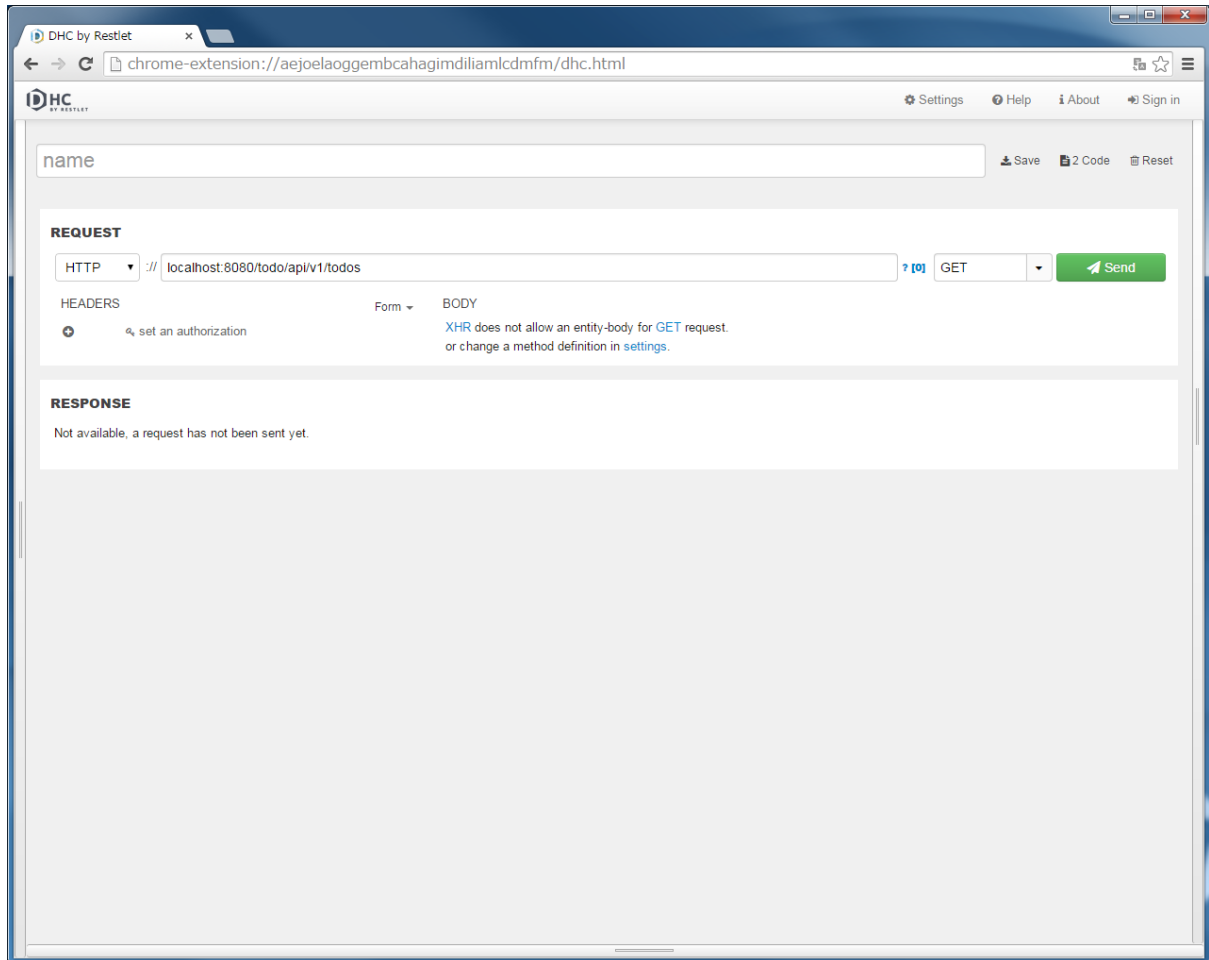 DHC by Restlet
chrome-extension://aejoelaoggembcahagimdiliamlcdmfm/dhc.html
DHC BY RESTLET
Settings Help About Sign in
name
Save 2 Code Reset
REQUEST
HTTP :// localhost:8080/todo/api/v1/todos ? [0] GET Send
HEADERS Form BODY
set an authorization
XHR does not allow an entity-body for GET request.
or change a method definition in settings.
RESPONSE
Not available, a request has not been sent yet.